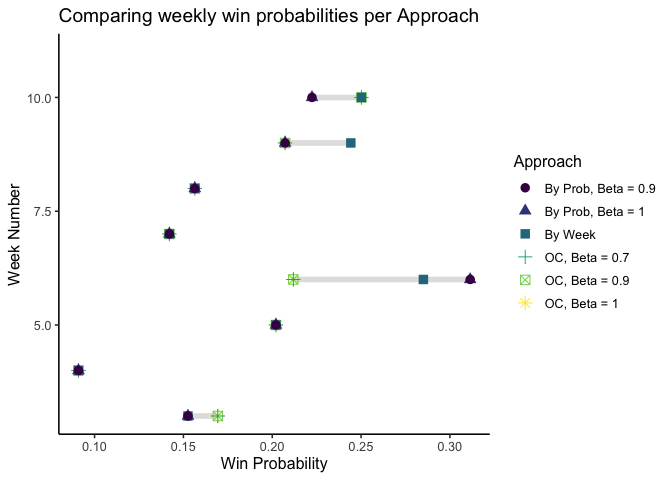 Comparing weekly win probabilities per Approach
10.0
7.5
5.0
Week Number
0.10 0.15 0.20 0.25 0.30
Win Probability
Approach
By Prob, Beta = 0.9
By Prob, Beta = 1
By Week
OC, Beta = 0.7
OC, Beta = 0.9
OC, Beta = 1